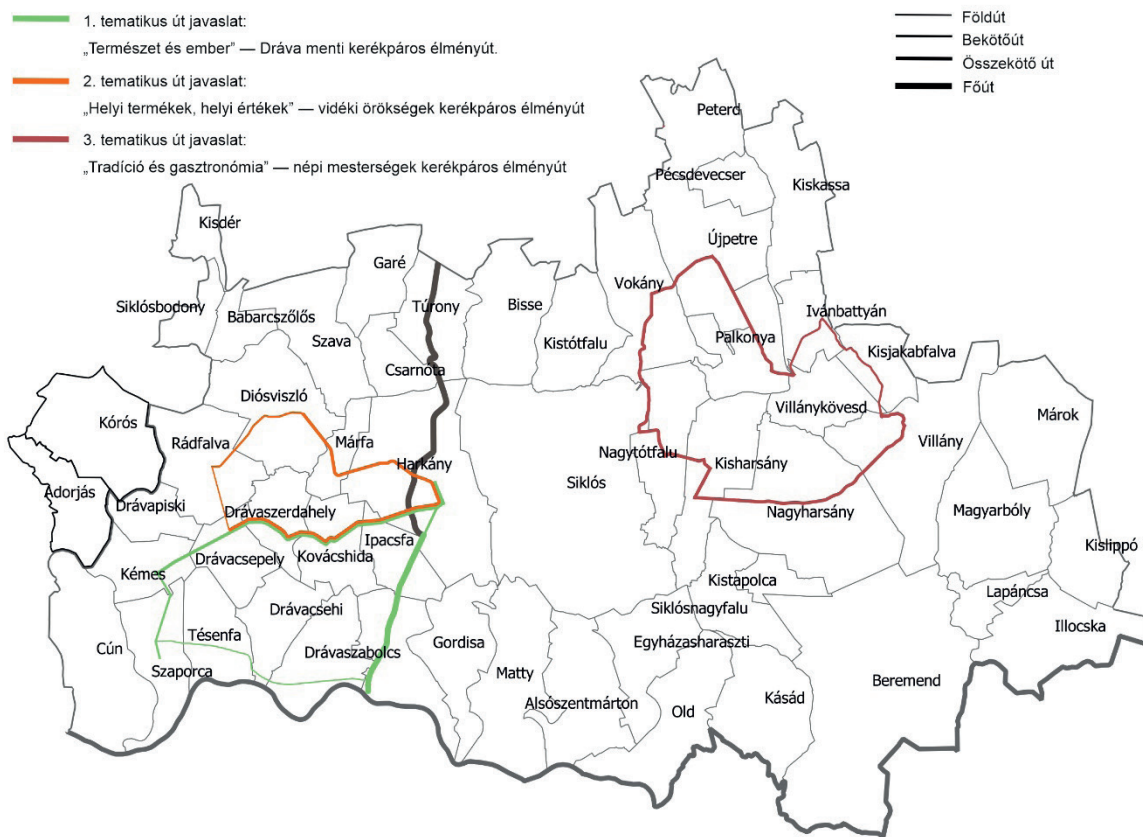 1. tematikus út javaslat:
„Természet és ember” — Dráva menti kerékpáros élményút.
2. tematikus út javaslat:
„Helyi termékek, helyi értékek” — vidéki örökségek kerékpáros élményút
3. tematikus út javaslat:
„Tradíció és gasztronómia” — népi mesterségek kerékpáros élményút
Földút
Bekötőút
Összekötő út
Főút
Peterd
Pécsdevecser
Kiskassa
Kisdér
Újpetre
Garé
Vokány
Siklósbodony
Túrony
Bisse
Iványbattyán
Babarcszőlős
Szava
Kistótfalu
Palkonya
Kisjakabfalva
Csarnóta
Diósviszló
Villánykövesd
Márok
Kórós
Rádfalva
Márfa
Nagytótfalu
Villány
Harkány
Kisharsány
Siklós
Adorjás
Drávapiski
Drávaszerdahely
Nagyharsány
Magyarbóly
Ipacsfa
Kovácshida
Drávacsepely
Kislippó
Kémes
Kistapolca
Lapáncsa
Drávacsehi
Siklósnagyfalu
Illocska
Tésenfa
Gordisa
Egyházasharaszti
Cún
Drávaszabolcs
Szaporca
Matty
Beremend
Alsószentmárton
Kásád
Old